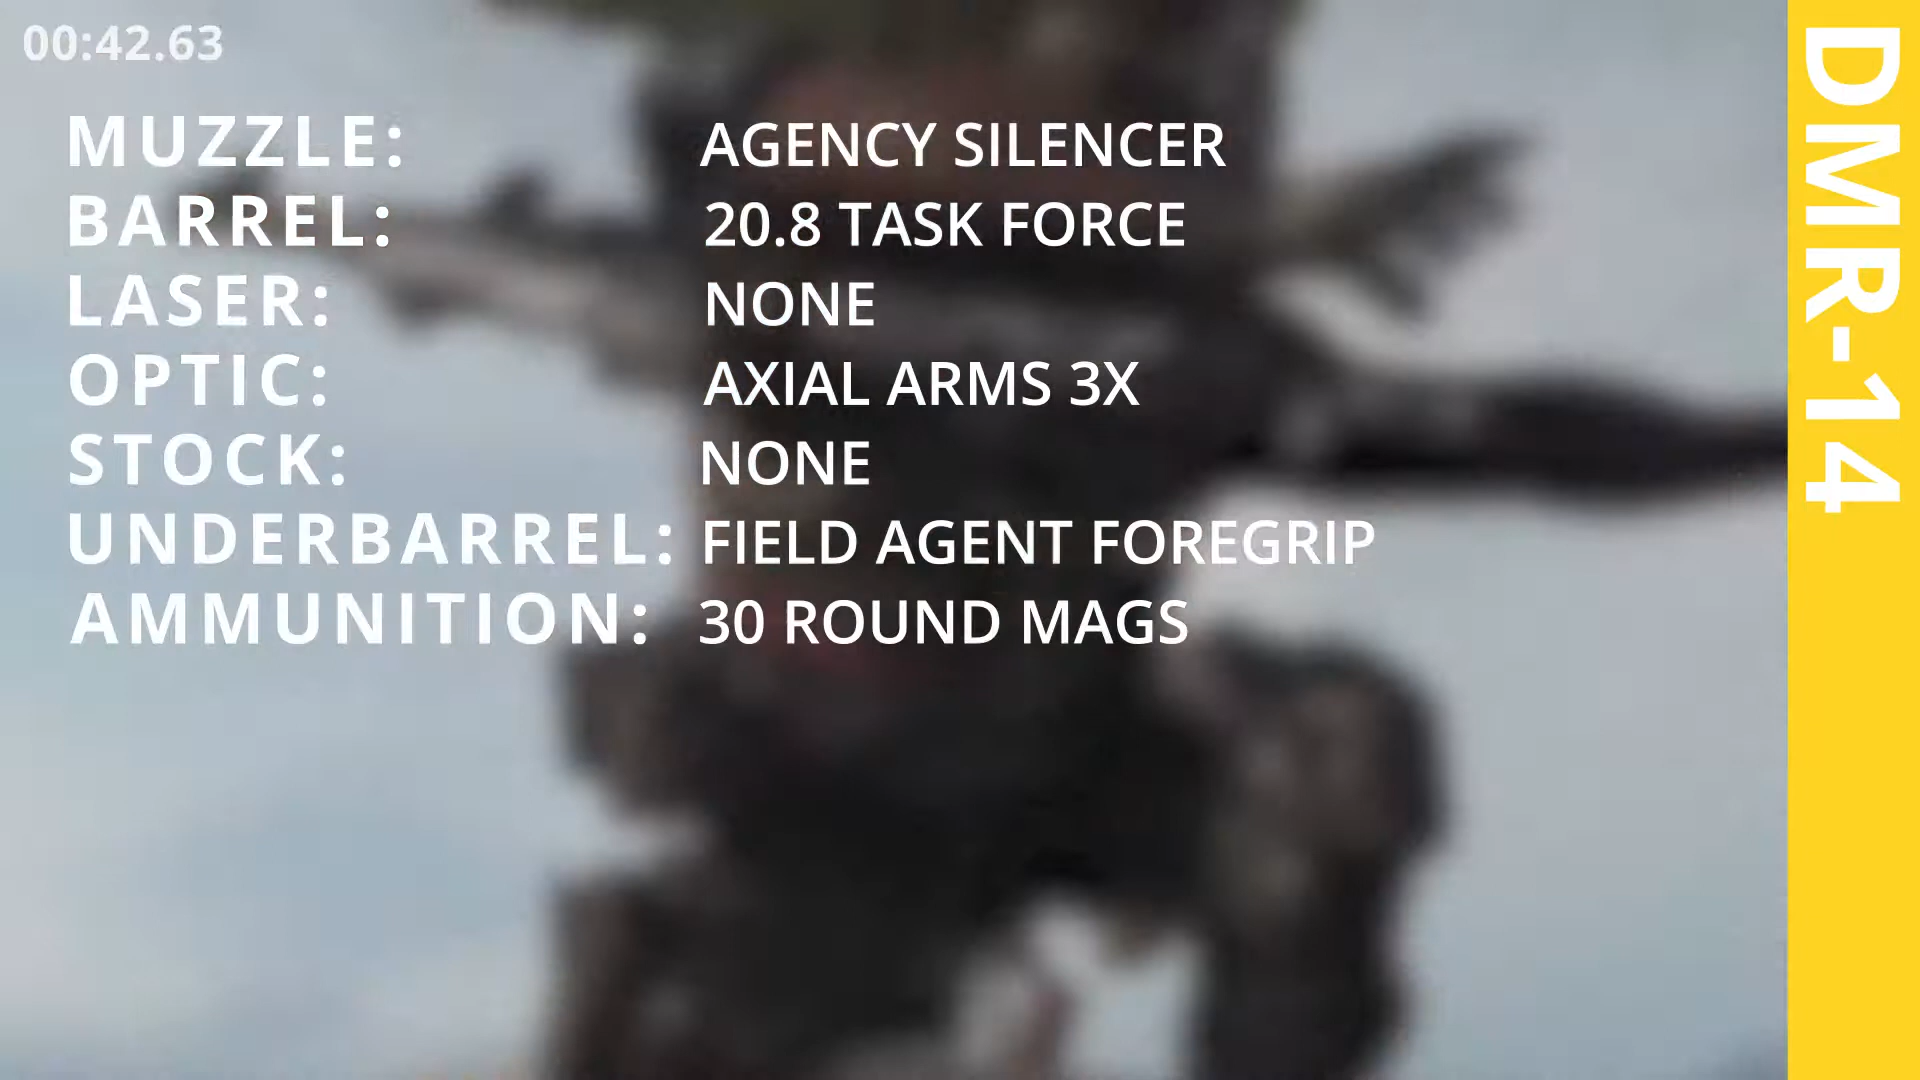 00:42.63
MUZZLE: AGENCY SILENCER
BARREL: 20.8 TASK FORCE
LASER: NONE
OPTIC: AXIAL ARMS 3X
STOCK: NONE
UNDERBARREL: FIELD AGENT FOREGRIP
AMMUNITION: 30 ROUND MAGS
DMR-14